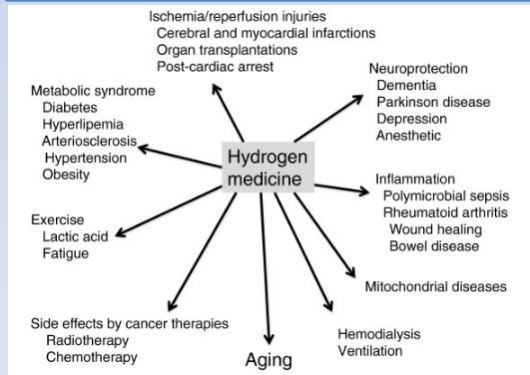 Ischemia/reperfusion injuries
Cerebral and myocardial infarctions
Organ transplantations
Post-cardiac arrest
Neuroprotection
Dementia
Parkinson disease
Depression
Anesthetic
Metabolic syndrome
Diabetes
Hyperlipemia
Arteriosclerosis
Hypertension
Obesity
Hydrogen
medicine
Inflammation
Polymicrobial sepsis
Rheumatoid arthritis
Wound healing
Bowel disease
Exercise
Lactic acid
Fatigue
Mitochondrial diseases
Side effects by cancer therapies
Radiotherapy
Chemotherapy
Aging
Hemodialysis
Ventilation